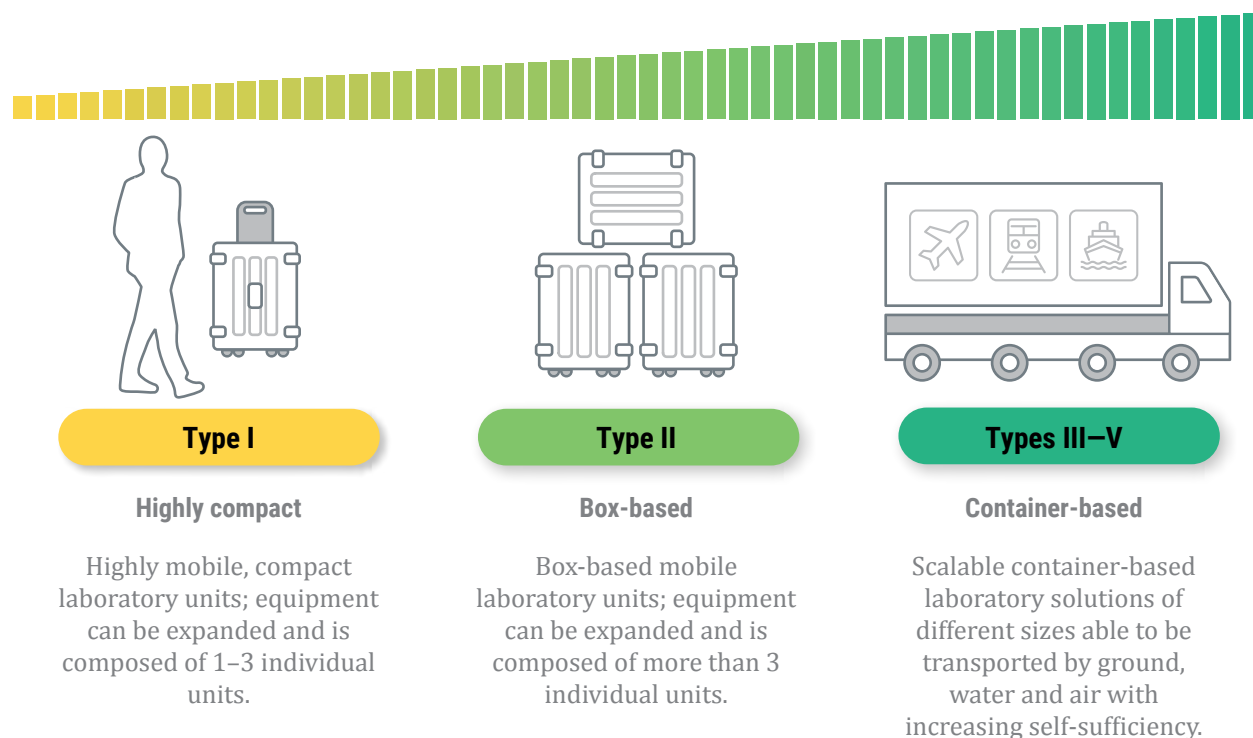 Type I
Highly compact
Highly mobile, compact
laboratory units; equipment
can be expanded and is
composed of 1–3 individual
units.
Type II
Box-based
Box-based mobile
laboratory units; equipment
can be expanded and is
composed of more than 3
individual units.
Types III–V
Container-based
Scalable container-based
laboratory solutions of
different sizes able to be
transported by ground,
water and air with
increasing self-sufficiency.